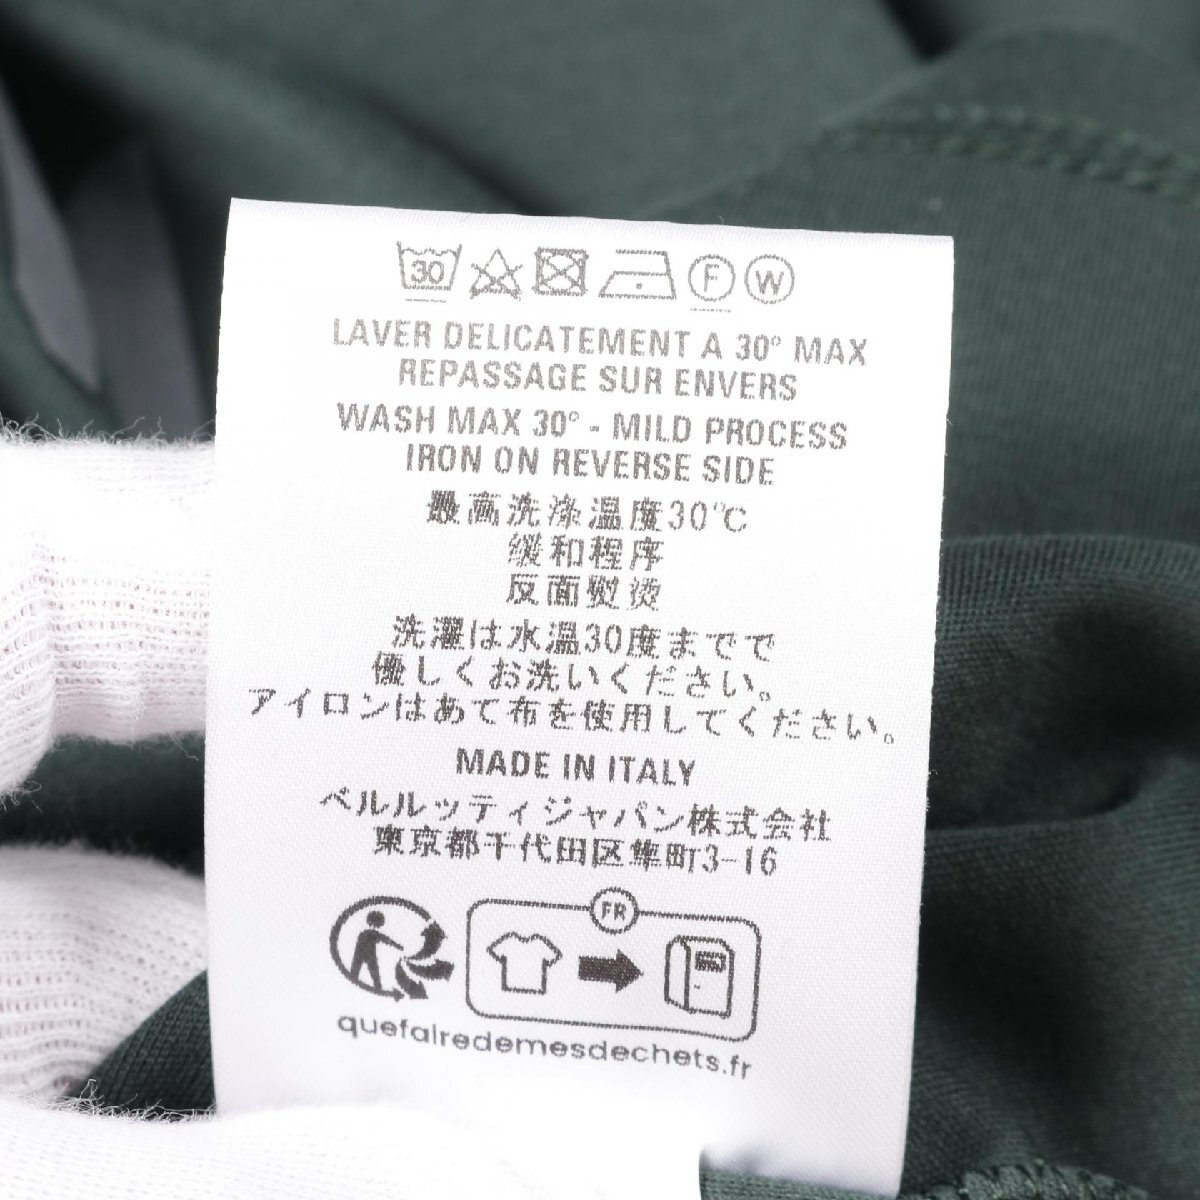 30 F W
LAVER DELICATEMENT A 30° MAX
REPASSAGE SUR ENVERS
WASH MAX 30° - MILD PROCESS
IRON ON REVERSE SIDE
最高洗涤温度30℃
缓和程序
反面熨烫
洗濯は水温30度までで
優しくお洗いください。
アイロンはあて布を使用してください。
MADE IN ITALY
ベルルッティジャパン株式会社
東京都千代田区隼町3-16
FR
quefairedemesdechets.fr